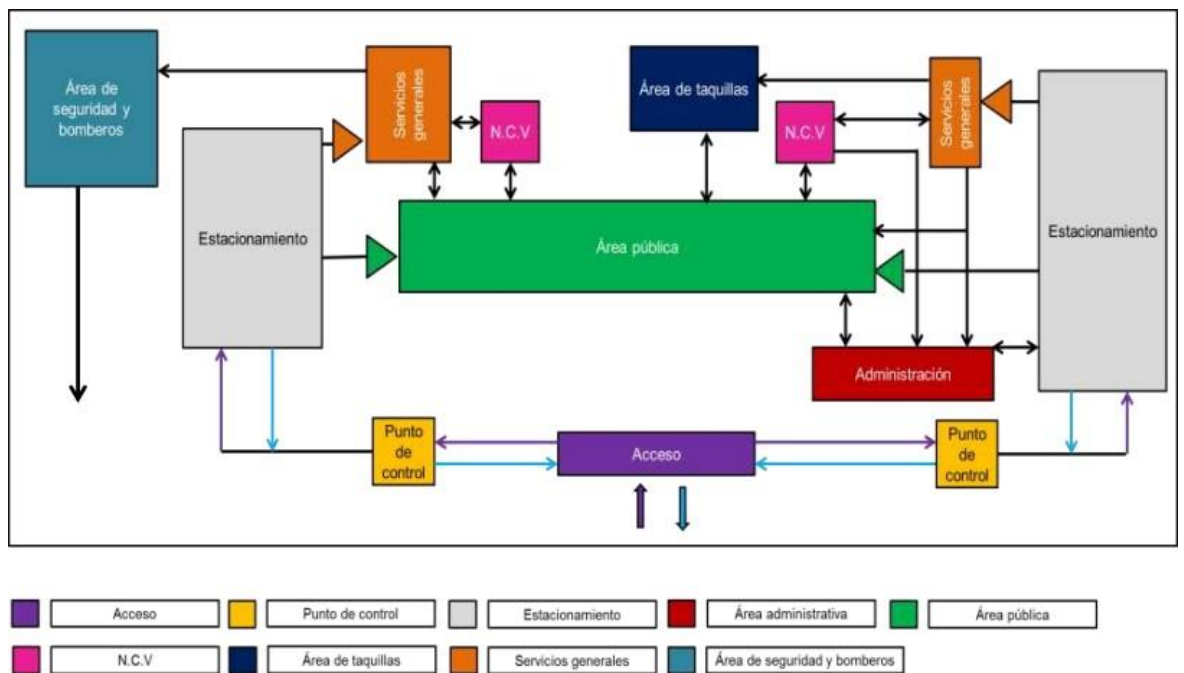 Área de
seguridad y
bomberos
Servicios
generales
N.C.V
Área de taquillas
N.C.V
Servicios
generales
Estacionamiento
Área pública
Estacionamiento
Administración
Punto
de
control
Acceso
Punto
de
control
Acceso
Punto de control
Estacionamiento
Área administrativa
Área pública
N.C.V
Área de taquillas
Servicios generales
Área de seguridad y bomberos